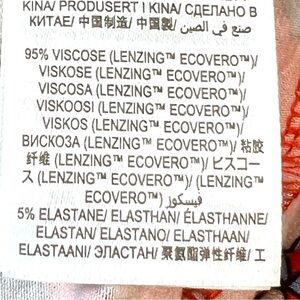 KINA/ PRODUSERT I KINA/ СДЕЛАНО В
КИТАЕ/ 中国制造/ 中国製/ صنع في الصين
95% VISCOSE (LENZING™ ECOVERO™)/
VISKOSE (LENZING™ ECOVERO™)/
VISCOSA (LENZING™ ECOVERO™)/
VISKOOSI (LENZING™ ECOVERO™)/
VISKOS (LENZING™ ECOVERO™)/
ВИСКОЗА (LENZING™ ECOVERO™)/ 粘胶
纤维 (LENZING™ ECOVERO™)/ ビスコー
ス (LENZING™ ECOVERO™)/ (LENZING™
ECOVERO™) فيسكوز
5% ELASTANE/ ELASTHAN/ ÉLASTHANNE/
ELASTAN/ ELASTANO/ ELASTHAAN/
ELASTAANI/ ЭЛАСТАН/ 聚氨酯弹性纤维/ エ